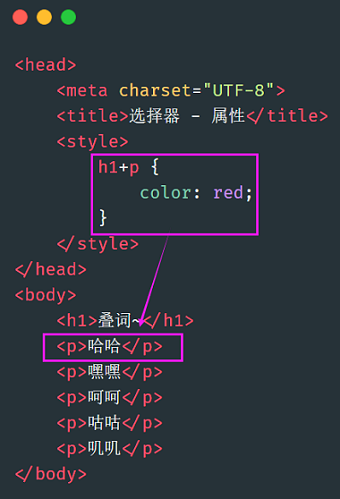 <head>
    <meta charset="UTF-8">
    <title>选择器 - 属性</title>
    <style>
        h1+p {
            color: red;
        }
    </style>
</head>
<body>
    <h1>叠词~</h1>
    <p>哈哈</p>
    <p>嘿嘿</p>
    <p>呵呵</p>
    <p>咕咕</p>
    <p>叽叽</p>
</body>